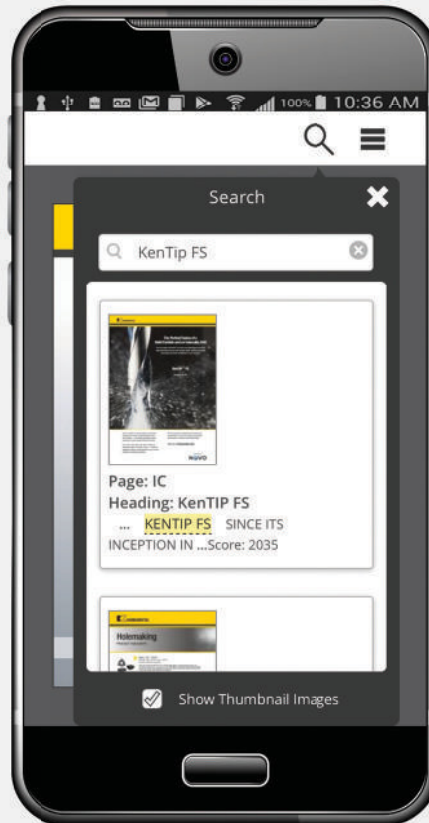 100% 10:36 AM
Search
KenTip FS
Page: IC
Heading: KenTIP FS
... KENTIP FS SINCE ITS
INCEPTION IN ...Score: 2035
Holemaking
Show Thumbnail Images